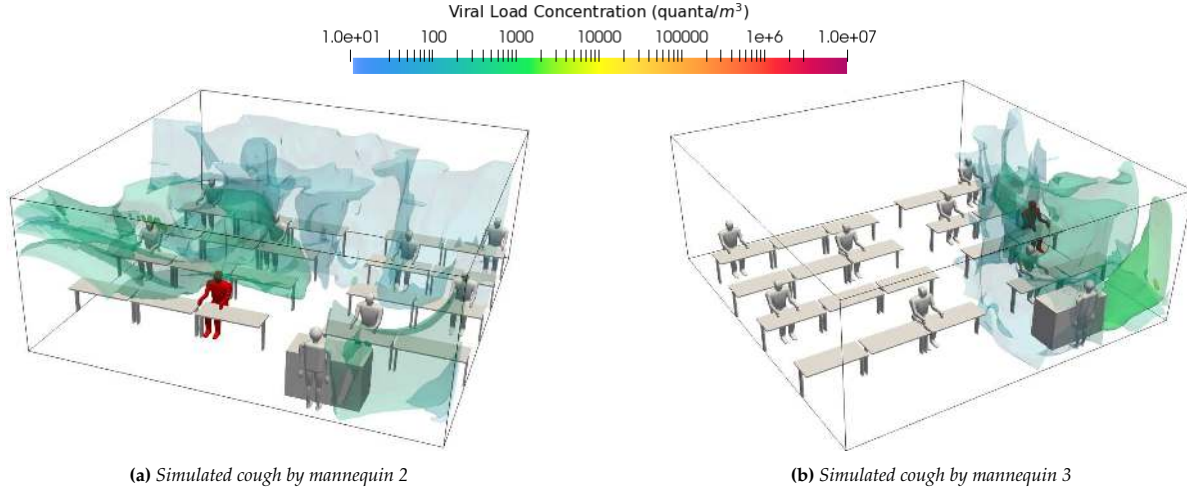 Viral Load Concentration (quanta/m³)
1.0e+01 100 1000 10000 100000 1e+6 1.0e+07
(a) Simulated cough by mannequin 2
(b) Simulated cough by mannequin 3